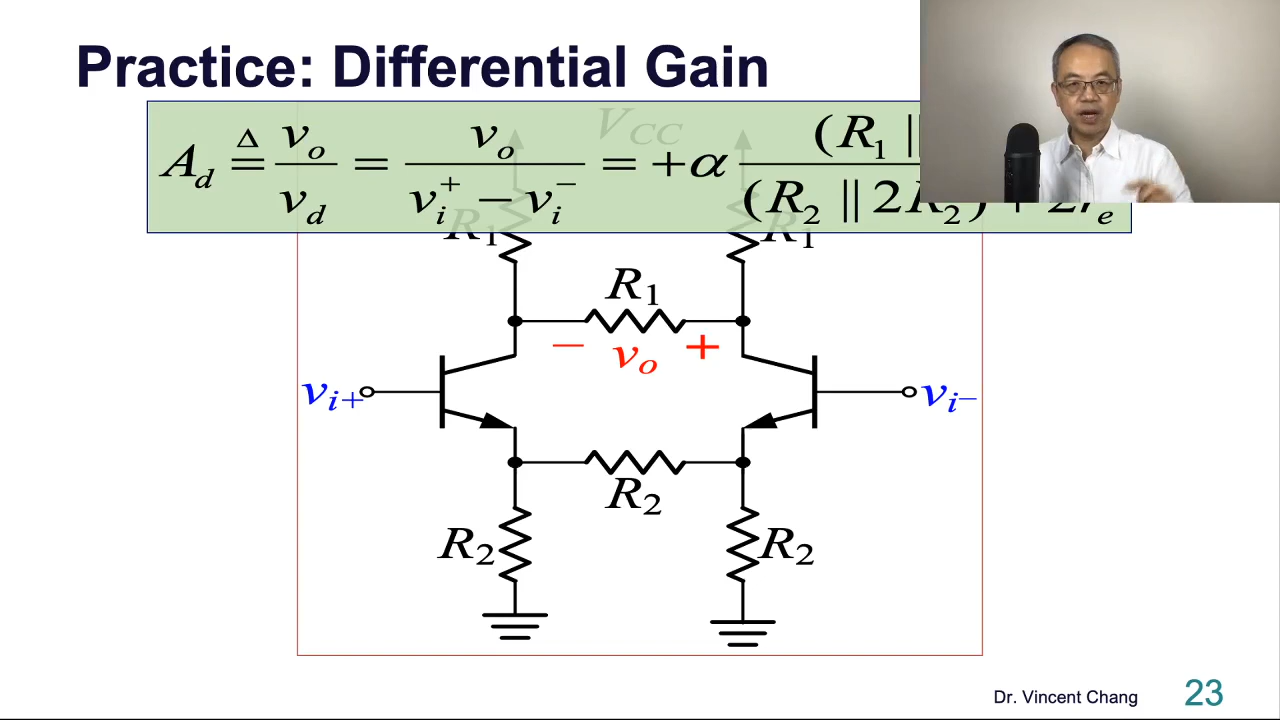 Practice: Differential Gain
A_d ≜ v_o / v_d = v_o / (v_i^+ − v_i^-) = +α (R_1 || / (R_2 || 2R_2) + 2r_e
V_CC
R_1
R_1
R_1
− v_o +
v_i+
v_i−
R_2
R_2
R_2
Dr. Vincent Chang
23